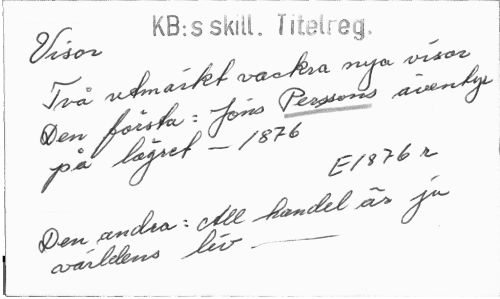 KB:s skill. Titelreg.
Visor
Två utmärkt vackra nya visor
Den första: Jöns Perssons äventyr
på lägret – 1876
E1876 r
Den andra: All handel är ju
världens liv —